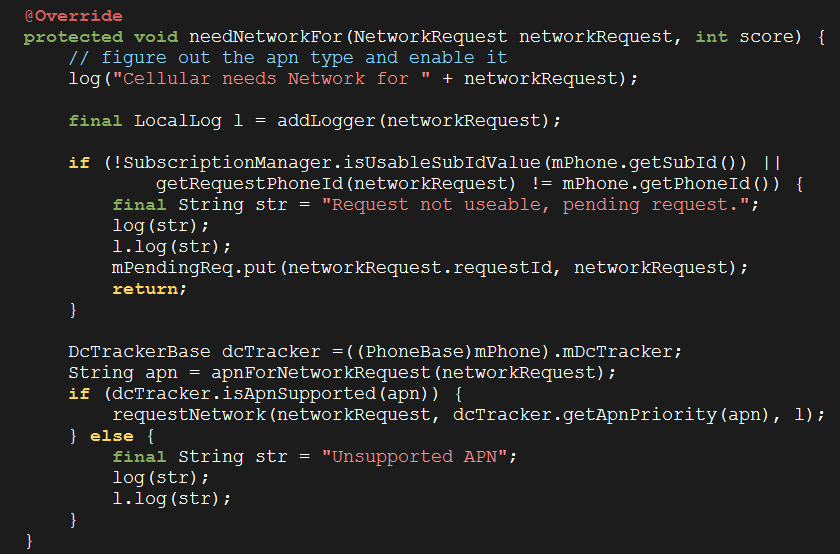 @Override
protected void needNetworkFor(NetworkRequest networkRequest, int score) {
    // figure out the apn type and enable it
    log("Cellular needs Network for " + networkRequest);

    final LocalLog l = addLogger(networkRequest);

    if (!SubscriptionManager.isUsableSubIdValue(mPhone.getSubId()) ||
            getRequestPhoneId(networkRequest) != mPhone.getPhoneId()) {
        final String str = "Request not useable, pending request.";
        log(str);
        l.log(str);
        mPendingReq.put(networkRequest.requestId, networkRequest);
        return;
    }

    DcTrackerBase dcTracker =((PhoneBase)mPhone).mDcTracker;
    String apn = apnForNetworkRequest(networkRequest);
    if (dcTracker.isApnSupported(apn)) {
        requestNetwork(networkRequest, dcTracker.getApnPriority(apn), l);
    } else {
        final String str = "Unsupported APN";
        log(str);
        l.log(str);
    }
}